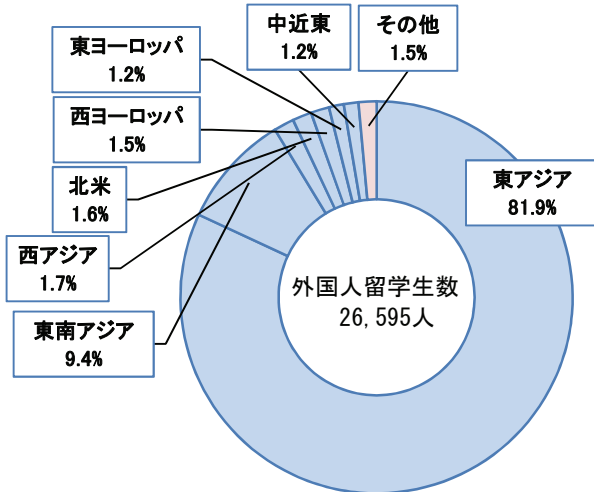 中近東
1.2%
その他
1.5%
東ヨーロッパ
1.2%
西ヨーロッパ
1.5%
北米
1.6%
西アジア
1.7%
東南アジア
9.4%
東アジア
81.9%
外国人留学生数
26,595人